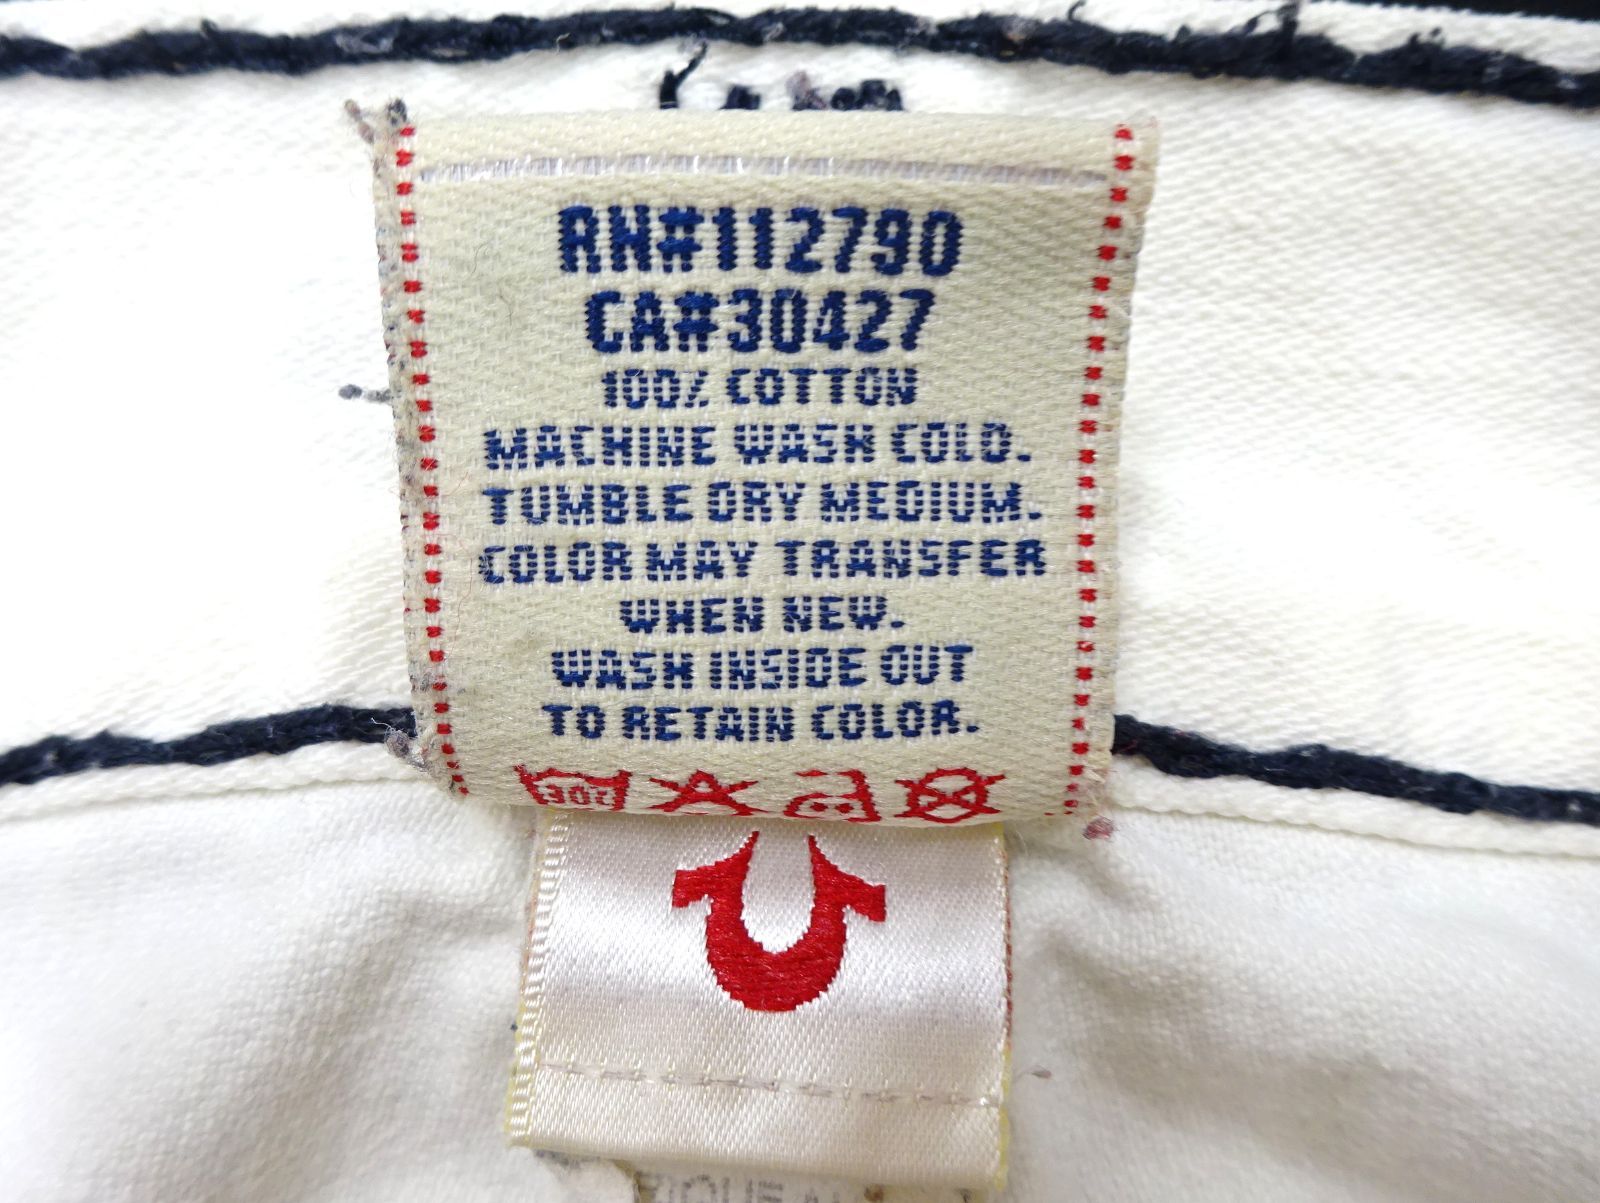 RN#112790
CA#30427
100% COTTON
MACHINE WASH COLD.
TUMBLE DRY MEDIUM.
COLOR MAY TRANSFER
WHEN NEW.
WASH INSIDE OUT
TO RETAIN COLOR.